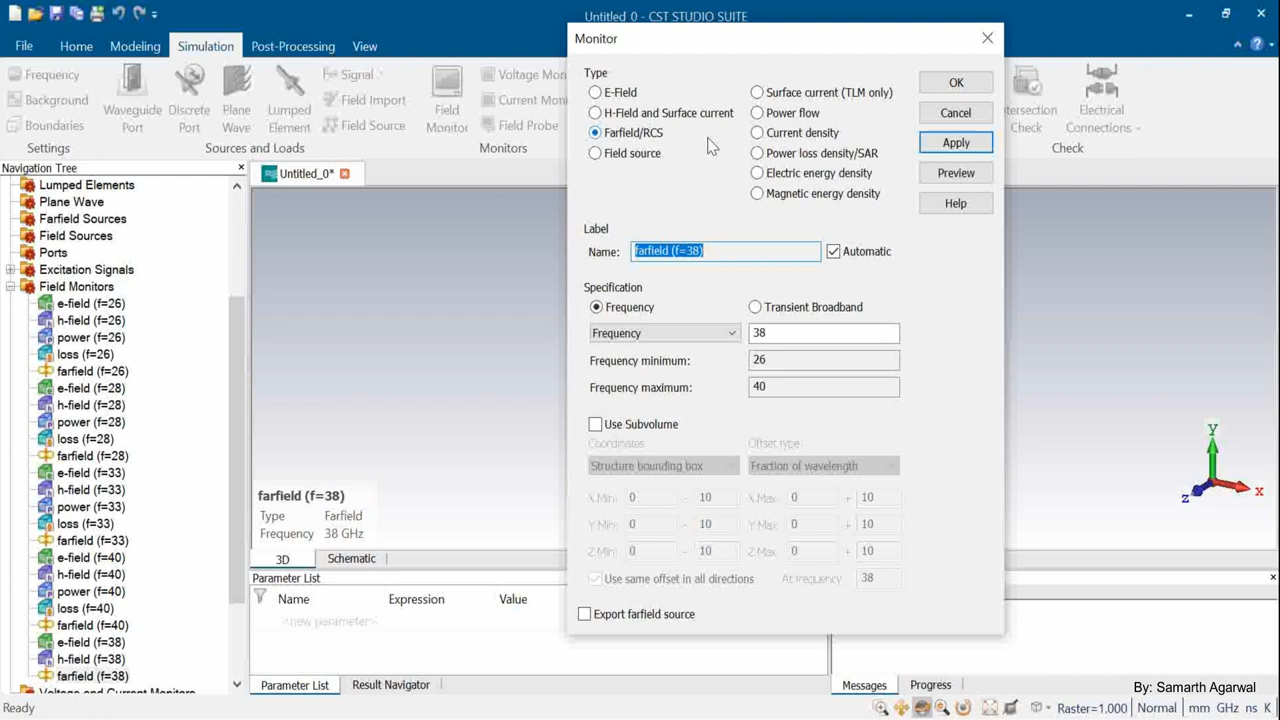 Untitled_0 - CST STUDIO SUITE
File Home Modeling Simulation Post-Processing View
Frequency
Background
Boundaries
Settings
Waveguide Port
Discrete Port
Plane Wave
Lumped Element
Signal
Field Import
Field Source
Sources and Loads
Field Monitor
Voltage Mo
Current Mon
Field Probe
Monitors
ntersection Check
Electrical Connections
Check
Navigation Tree
Lumped Elements
Plane Wave
Farfield Sources
Field Sources
Ports
Excitation Signals
Field Monitors
e-field (f=26)
h-field (f=26)
power (f=26)
loss (f=26)
farfield (f=26)
e-field (f=28)
h-field (f=28)
power (f=28)
loss (f=28)
farfield (f=28)
e-field (f=33)
h-field (f=33)
power (f=33)
loss (f=33)
farfield (f=33)
e-field (f=40)
h-field (f=40)
power (f=40)
loss (f=40)
farfield (f=40)
e-field (f=38)
h-field (f=38)
farfield (f=38)
Voltage and Current Monitors
Untitled_0*
farfield (f=38)
Type Farfield
Frequency 38 GHz
3D Schematic
Parameter List
Name Expression Value
<new parameter>
Parameter List Result Navigator
Monitor
Type
E-Field
H-Field and Surface current
Farfield/RCS
Field source
Surface current (TLM only)
Power flow
Current density
Power loss density/SAR
Electric energy density
Magnetic energy density
OK
Cancel
Apply
Preview
Help
Label
Name: farfield (f=38) Automatic
Specification
Frequency Transient Broadband
Frequency 38
Frequency minimum: 26
Frequency maximum: 40
Use Subvolume
Coordinates Offset type:
Structure bounding box Fraction of wavelength
X Min: 0 - 10 X Max: 0 + 10
Y Min: 0 - 10 Y Max: 0 + 10
Z Min: 0 - 10 Z Max: 0 + 10
Use same offset in all directions At frequency 38
Export farfield source
y
z x
Messages Progress
By: Samarth Agarwal
Ready
Raster=1.000 Normal mm GHz ns K